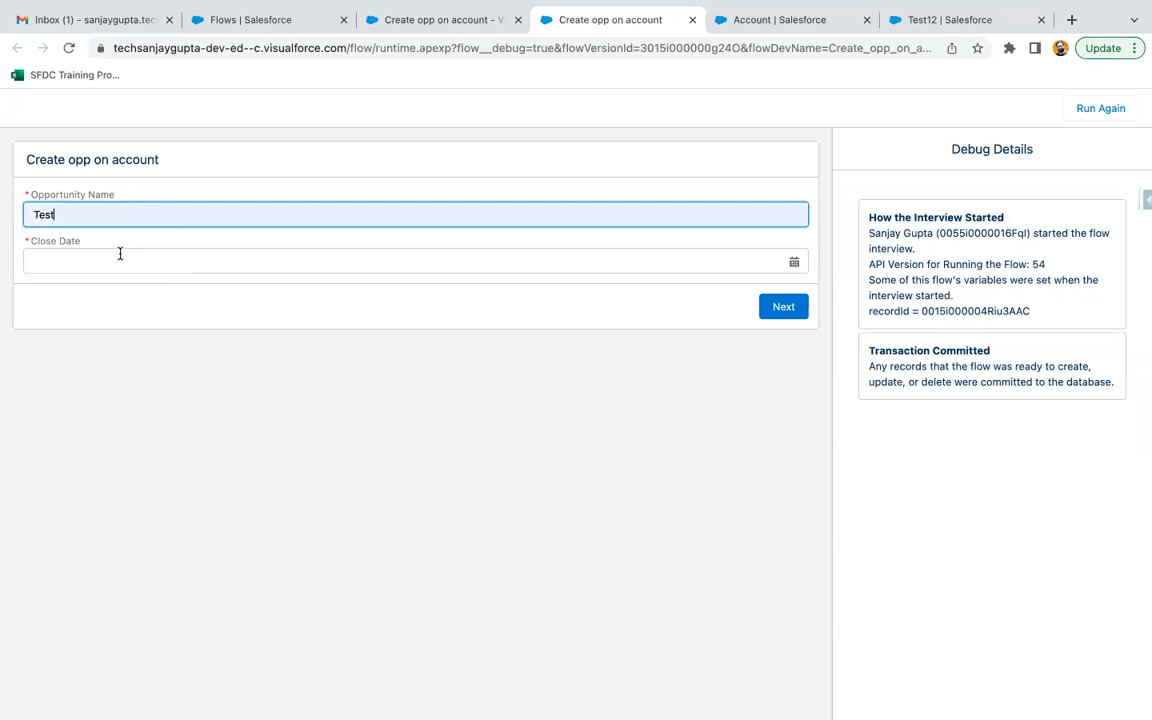 Inbox (1) - sanjaygupta.tec
Flows | Salesforce
Create opp on account - V
Create opp on account
Account | Salesforce
Test12 | Salesforce
techsanjaygupta-dev-ed--c.visualforce.com/flow/runtime.apexp?flow__debug=true&flowVersionId=3015i000000g24O&flowDevName=Create_opp_on_a...
Update
SFDC Training Pro...
Run Again
Create opp on account
Debug Details
* Opportunity Name
Test
* Close Date
Next
How the Interview Started
Sanjay Gupta (0055i0000016FqI) started the flow
interview.
API Version for Running the Flow: 54
Some of this flow's variables were set when the
interview started.
recordId = 0015i000004Riu3AAC
Transaction Committed
Any records that the flow was ready to create,
update, or delete were committed to the database.